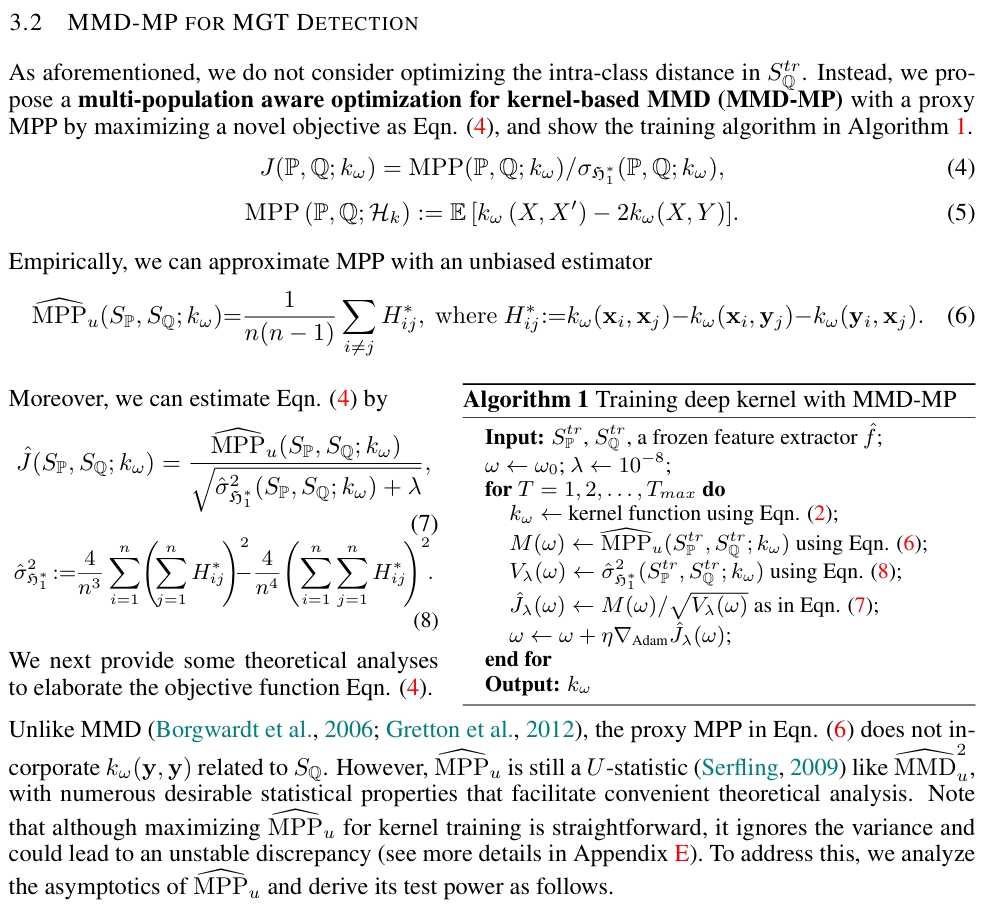 3.2 MMD-MP FOR MGT DETECTION
As aforementioned, we do not consider optimizing the intra-class distance in $S_{\mathbb{Q}}^{tr}$. Instead, we pro-
pose a multi-population aware optimization for kernel-based MMD (MMD-MP) with a proxy
MPP by maximizing a novel objective as Eqn. (4), and show the training algorithm in Algorithm 1.
$J(\mathbb{P}, \mathbb{Q}; k_\omega) = \mathrm{MPP}(\mathbb{P}, \mathbb{Q}; k_\omega)/\sigma_{\mathfrak{H}_1^*}(\mathbb{P}, \mathbb{Q}; k_\omega),$ (4)
$\mathrm{MPP}(\mathbb{P}, \mathbb{Q}; \mathcal{H}_k) := \mathbb{E}[k_\omega(X, X') - 2k_\omega(X, Y)].$ (5)
Empirically, we can approximate MPP with an unbiased estimator
$\widehat{\mathrm{MPP}}_u(S_{\mathbb{P}}, S_{\mathbb{Q}}; k_\omega) = \frac{1}{n(n-1)} \sum_{i \neq j} H_{ij}^*, \text{ where } H_{ij}^* := k_\omega(\mathbf{x}_i, \mathbf{x}_j) - k_\omega(\mathbf{x}_i, \mathbf{y}_j) - k_\omega(\mathbf{y}_i, \mathbf{x}_j).$ (6)
Moreover, we can estimate Eqn. (4) by
$\hat{J}(S_{\mathbb{P}}, S_{\mathbb{Q}}; k_\omega) = \frac{\widehat{\mathrm{MPP}}_u(S_{\mathbb{P}}, S_{\mathbb{Q}}; k_\omega)}{\sqrt{\hat{\sigma}_{\mathfrak{H}_1^*}^2(S_{\mathbb{P}}, S_{\mathbb{Q}}; k_\omega) + \lambda}},$
(7)
$\hat{\sigma}_{\mathfrak{H}_1^*}^2 := \frac{4}{n^3} \sum_{i=1}^n \left( \sum_{j=1}^n H_{ij}^* \right)^2 - \frac{4}{n^4} \left( \sum_{i=1}^n \sum_{j=1}^n H_{ij}^* \right)^2.$
(8)
We next provide some theoretical analyses
to elaborate the objective function Eqn. (4).
Algorithm 1 Training deep kernel with MMD-MP
Input: $S_{\mathbb{P}}^{tr}$, $S_{\mathbb{Q}}^{tr}$, a frozen feature extractor $\hat{f}$;
$\omega \leftarrow \omega_0; \lambda \leftarrow 10^{-8};$
for $T = 1, 2, \ldots, T_{max}$ do
$k_\omega \leftarrow$ kernel function using Eqn. (2);
$M(\omega) \leftarrow \widehat{\mathrm{MPP}}_u(S_{\mathbb{P}}^{tr}, S_{\mathbb{Q}}^{tr}; k_\omega)$ using Eqn. (6);
$V_\lambda(\omega) \leftarrow \hat{\sigma}_{\mathfrak{H}_1^*}^2(S_{\mathbb{P}}^{tr}, S_{\mathbb{Q}}^{tr}; k_\omega)$ using Eqn. (8);
$\hat{J}_\lambda(\omega) \leftarrow M(\omega)/\sqrt{V_\lambda(\omega)}$ as in Eqn. (7);
$\omega \leftarrow \omega + \eta \nabla_{\text{Adam}} \hat{J}_\lambda(\omega);$
end for
Output: $k_\omega$
Unlike MMD (Borgwardt et al., 2006; Gretton et al., 2012), the proxy MPP in Eqn. (6) does not in-
corporate $k_\omega(\mathbf{y}, \mathbf{y})$ related to $S_{\mathbb{Q}}$. However, $\widehat{\mathrm{MPP}}_u$ is still a $U$-statistic (Serfling, 2009) like $\widehat{\mathrm{MMD}}_u^2$,
with numerous desirable statistical properties that facilitate convenient theoretical analysis. Note
that although maximizing $\widehat{\mathrm{MPP}}_u$ for kernel training is straightforward, it ignores the variance and
could lead to an unstable discrepancy (see more details in Appendix E). To address this, we analyze
the asymptotics of $\widehat{\mathrm{MPP}}_u$ and derive its test power as follows.